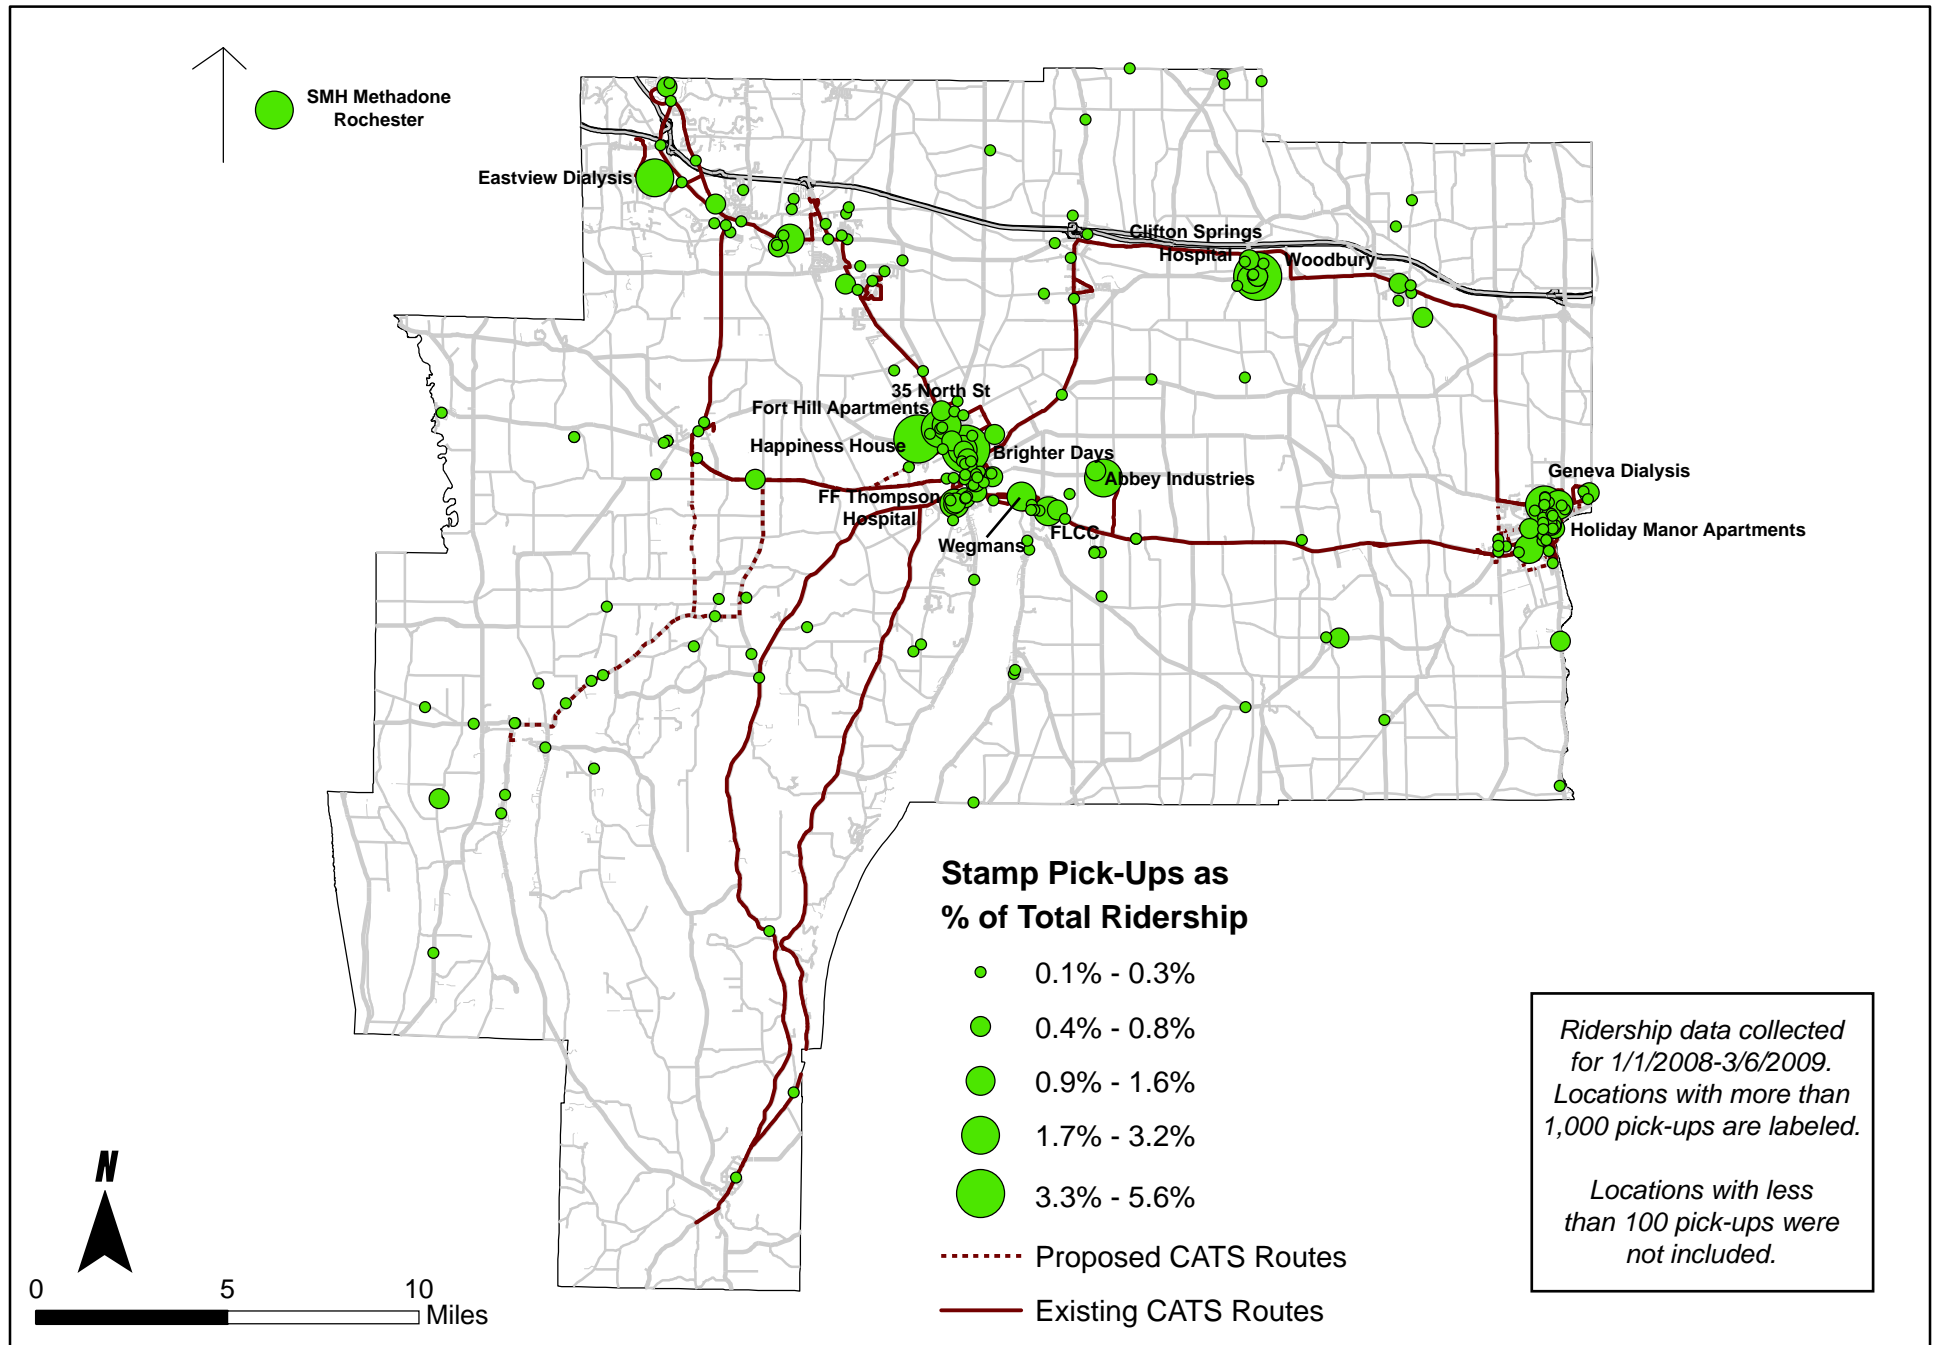 SMH Methadone
Rochester
Eastview Dialysis
Clifton Springs
Hospital
Woodbury
35 North St
Fort Hill Apartments
Happiness House
Brighter Days
Abbey Industries
Geneva Dialysis
FF Thompson
Hospital
Holiday Manor Apartments
Wegmans
FLCC
Stamp Pick-Ups as
% of Total Ridership
0.1% - 0.3%
0.4% - 0.8%
0.9% - 1.6%
1.7% - 3.2%
3.3% - 5.6%
Proposed CATS Routes
Existing CATS Routes
Ridership data collected
for 1/1/2008-3/6/2009.
Locations with more than
1,000 pick-ups are labeled.
Locations with less
than 100 pick-ups were
not included.
N
0 5 10
Miles